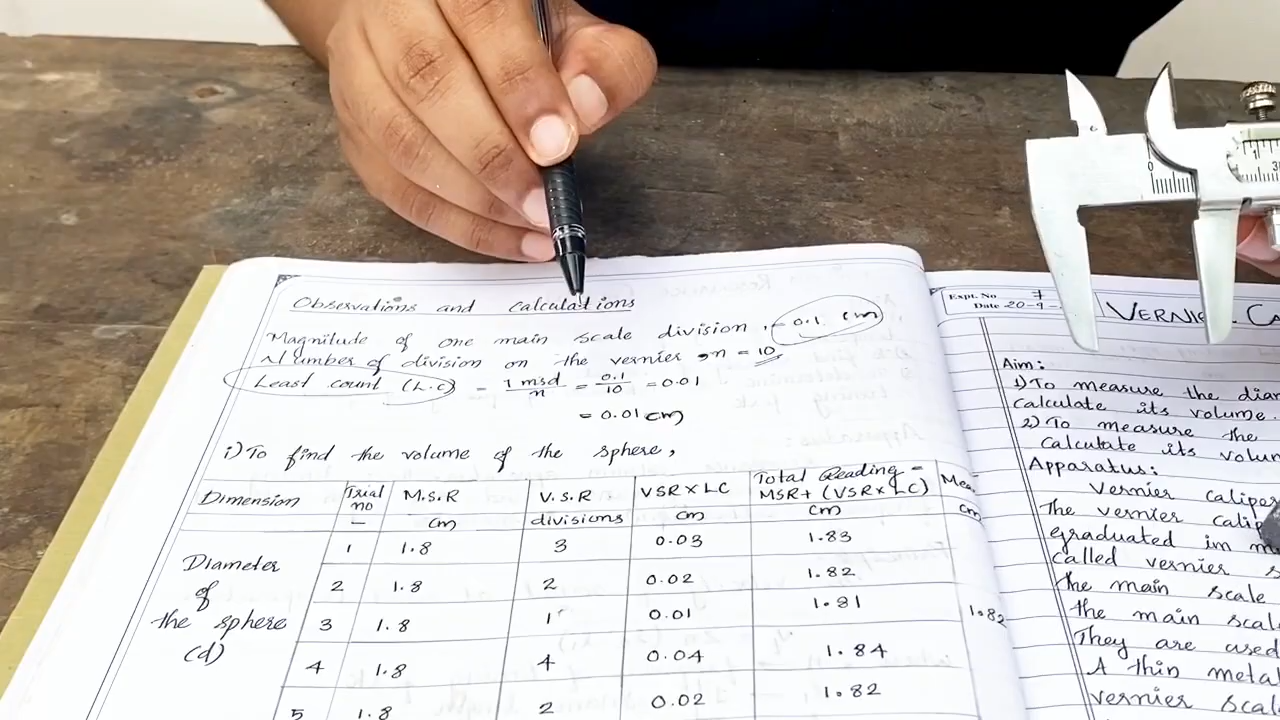 Observations and calculations
Magnitude of one main scale division , = 0.1 cm
Number of division on the vernier , n = 10
Least count (L.C) = 1 msd / n = 0.1 / 10 = 0.01
= 0.01 cm
i) To find the volume of the sphere,
Dimension Trial no M.S.R V.S.R VSR X LC Total Reading = MSR + (VSR X LC)
– cm divisions cm cm cm
Diameter of the sphere (d)
1 1.8 3 0.03 1.83
2 1.8 2 0.02 1.82
3 1.8 1 0.01 1.81 1.82
4 1.8 4 0.04 1.84
5 1.8 2 0.02 1.82
Expt. No 7
Date 20-9-
VERNIER
Aim:
1) To measure the
calculate its volume
2) To measure the
calculate its
Apparatus:
Vernier
The vernier
graduated in
called vernier
the main scale
the main
They are used
A thin metal
vernier
0 1